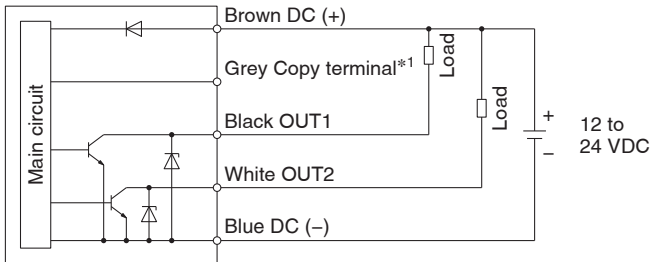 Brown DC (+)
Grey Copy terminal*1
Load
Main circuit
Black OUT1
Load
+
12 to
24 VDC
−
White OUT2
Blue DC (−)